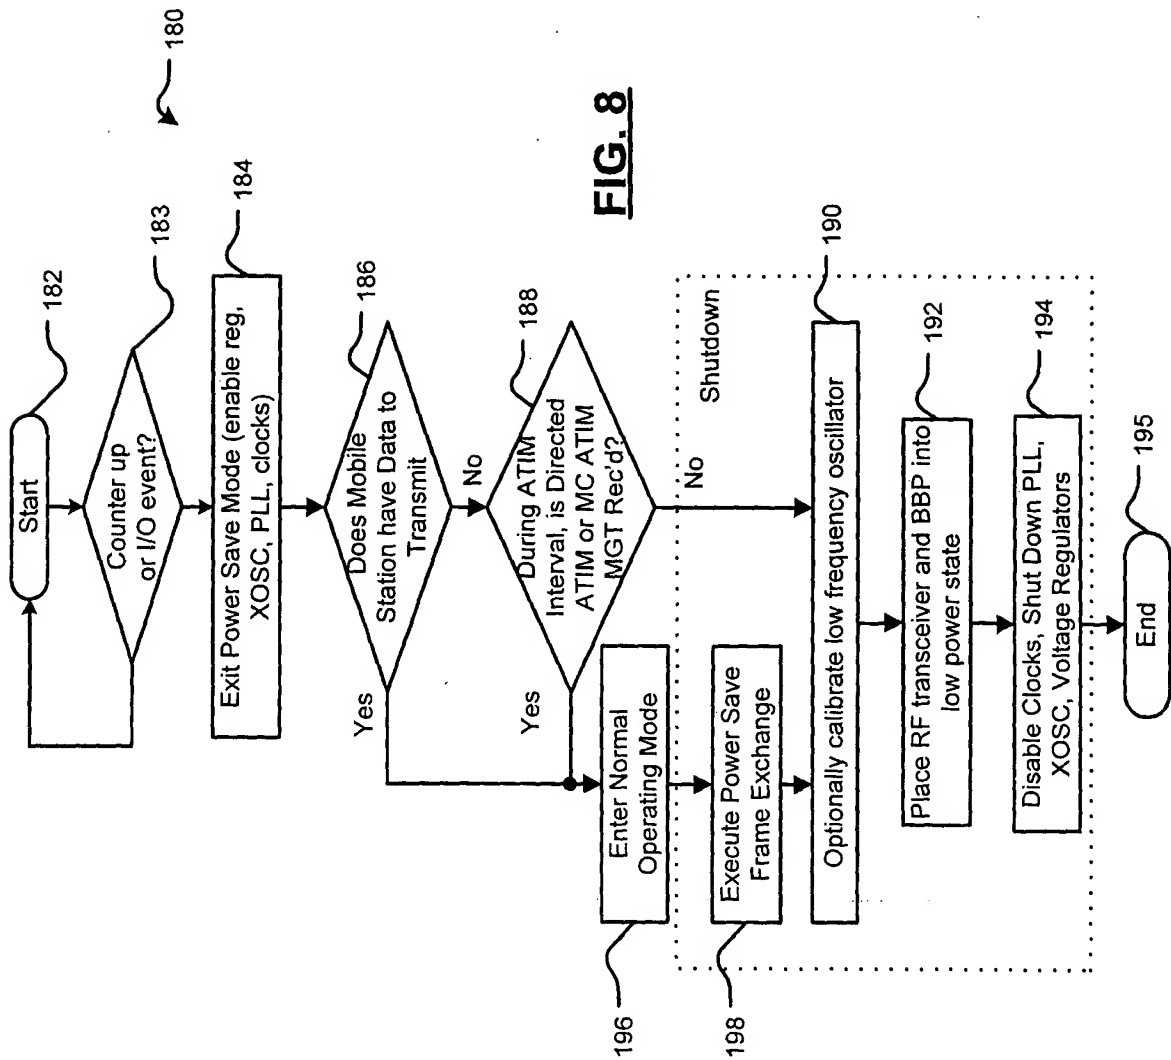 180
Start
182
Counter up
or I/O event?
183
Exit Power Save Mode (enable reg,
XOSC, PLL, clocks)
184
Does Mobile
Station have Data to
Transmit
186
Yes
No
During ATIM
Interval, is Directed
ATIM or MC ATIM
MGT Rec'd?
188
Yes
No
Enter Normal
Operating Mode
196
Shutdown
Execute Power Save
Frame Exchange
198
Optionally calibrate low frequency oscillator
190
Place RF transceiver and BBP into
low power state
192
Disable Clocks, Shut Down PLL,
XOSC, Voltage Regulators
194
End
195
FIG. 8